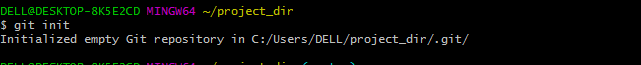 DELL@DESKTOP-8K5E2CD MINGW64 ~/project_dir
$ git init
Initialized empty Git repository in C:/Users/DELL/project_dir/.git/